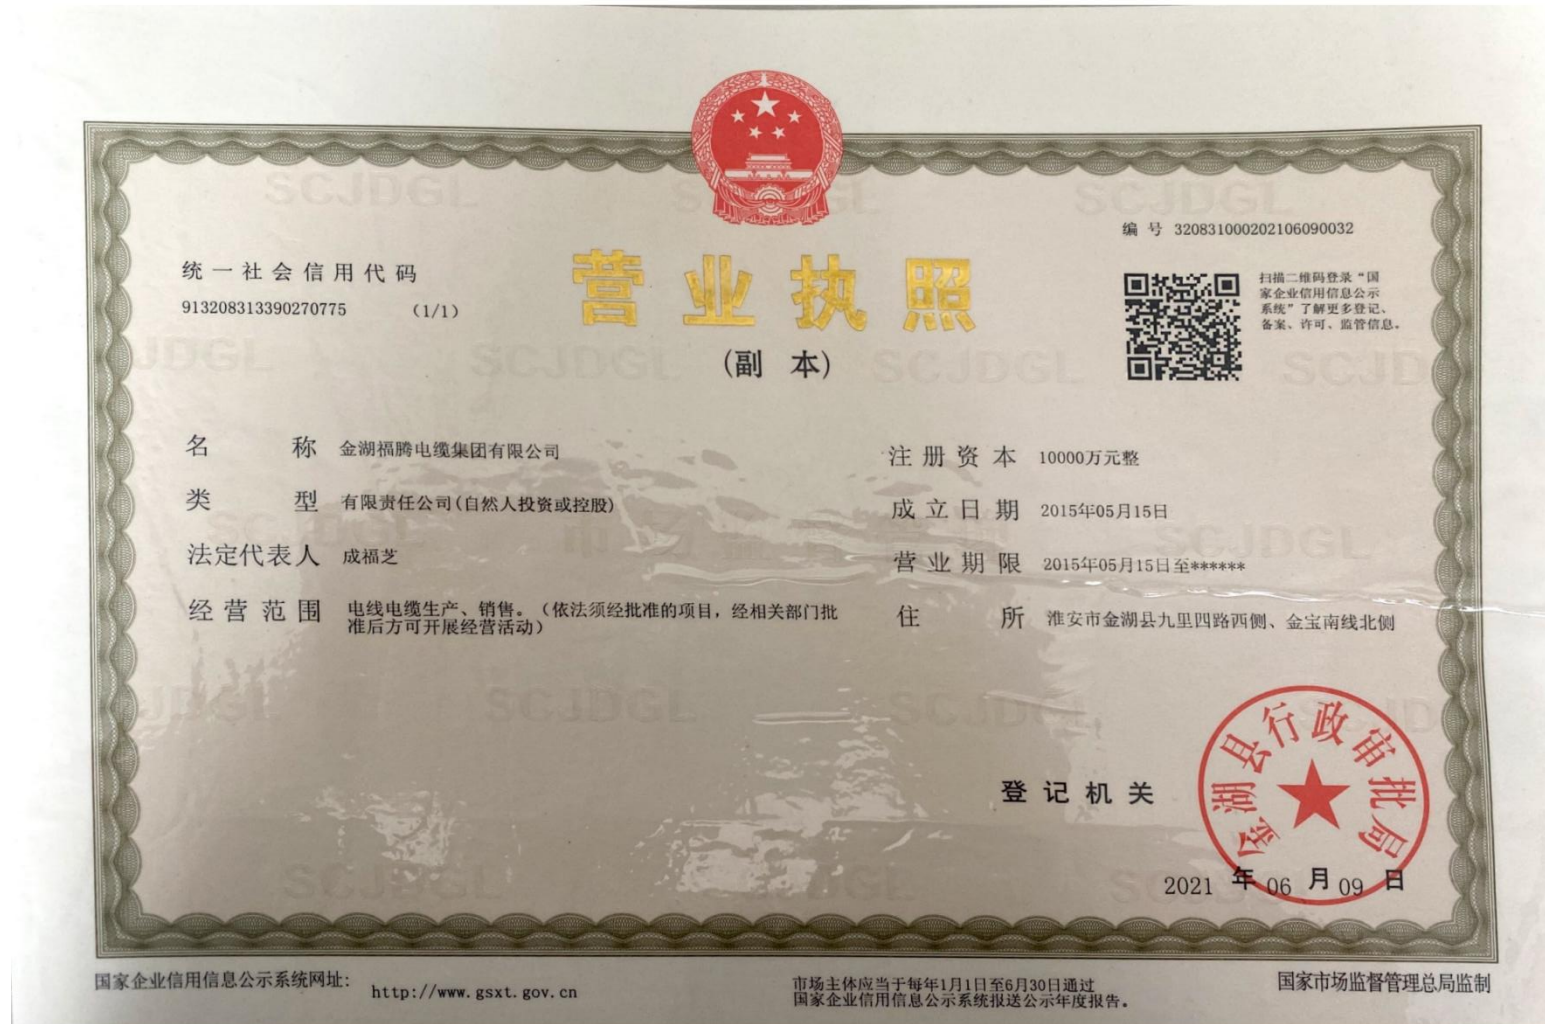 编号 320831000202106090032
统一社会信用代码
913208313390270775 (1/1)
营业执照
(副本)
扫描二维码登录“国
家企业信用信息公示
系统”了解更多登记、
备案、许可、监管信息。
名称 金湖福腾电缆集团有限公司
类型 有限责任公司(自然人投资或控股)
法定代表人 成福芝
经营范围 电线电缆生产、销售。(依法须经批准的项目,经相关部门批
准后方可开展经营活动)
注册资本 10000万元整
成立日期 2015年05月15日
营业期限 2015年05月15日至******
住所 淮安市金湖县九里四路西侧、金宝南线北侧
登记机关
金湖县行政审批局
2021年06月09日
国家企业信用信息公示系统网址:
http://www.gsxt.gov.cn
市场主体应当于每年1月1日至6月30日通过
国家企业信用信息公示系统报送公示年度报告。
国家市场监督管理总局监制
SCJDGL